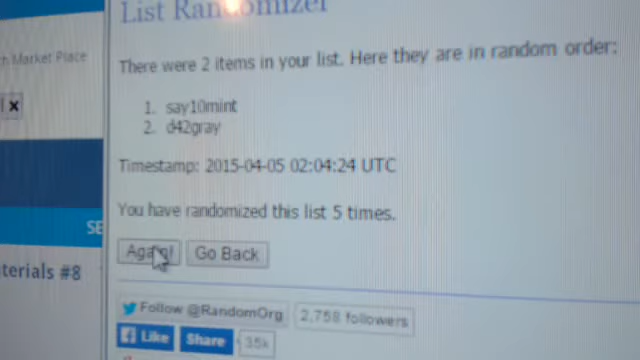 List Randomizer
There were 2 items in your list. Here they are in random order:
Market Place
1. say10mint
2. d42gray
Timestamp: 2015-04-05 02:04:24 UTC
You have randomized this list 5 times.
SE
Again! Go Back
terials #8
Follow @RandomOrg 2,758 followers
Like Share 35k